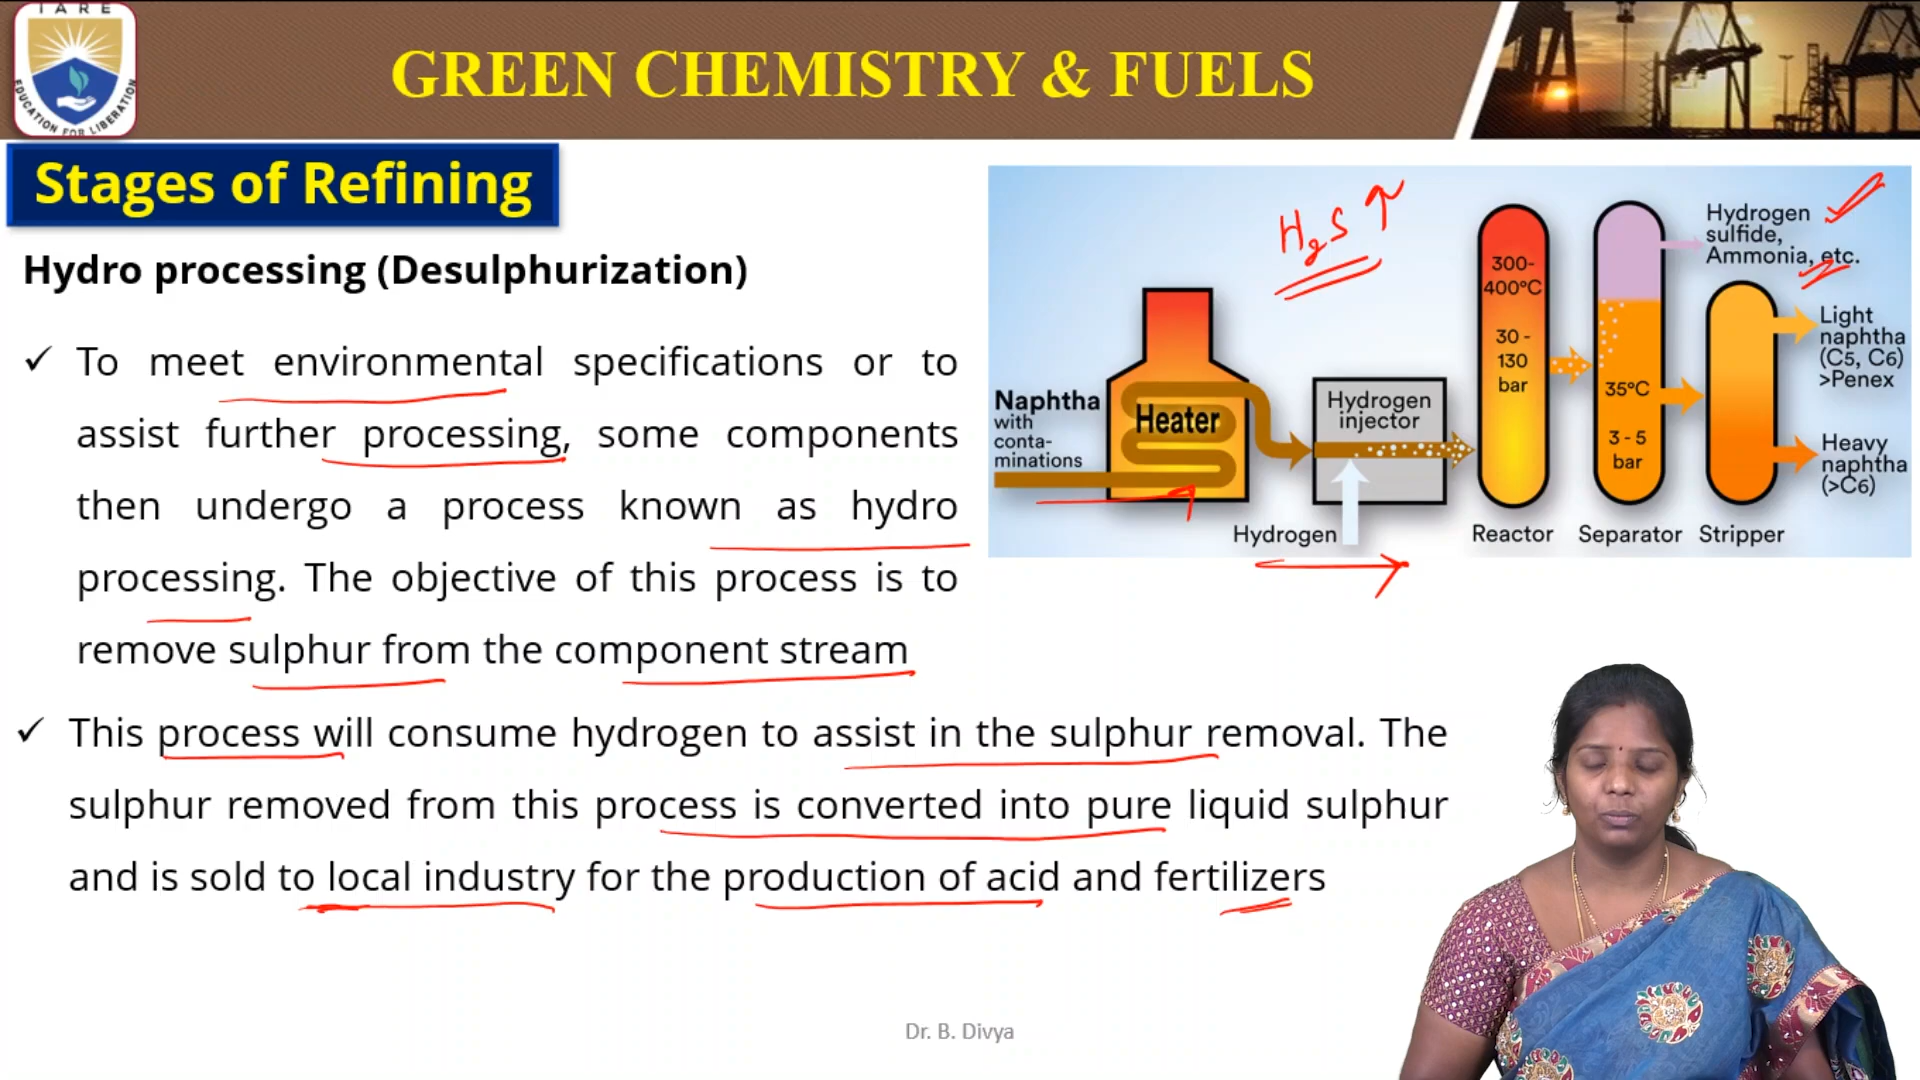 IARE
EDUCATION FOR LIBERATION
GREEN CHEMISTRY & FUELS
Stages of Refining
Hydro processing (Desulphurization)
✓ To meet environmental specifications or to
assist further processing, some components
then undergo a process known as hydro
processing. The objective of this process is to
remove sulphur from the component stream
✓ This process will consume hydrogen to assist in the sulphur removal. The
sulphur removed from this process is converted into pure liquid sulphur
and is sold to local industry for the production of acid and fertilizers
H₂S ↑
Naphtha
with
conta-
minations
Heater
Hydrogen
injector
Hydrogen
300-
400°C
30 -
130
bar
Reactor
35°C
3 - 5
bar
Separator
Stripper
Hydrogen
sulfide,
Ammonia, etc.
Light
naphtha
(C5, C6)
>Penex
Heavy
naphtha
(>C6)
Dr. B. Divya